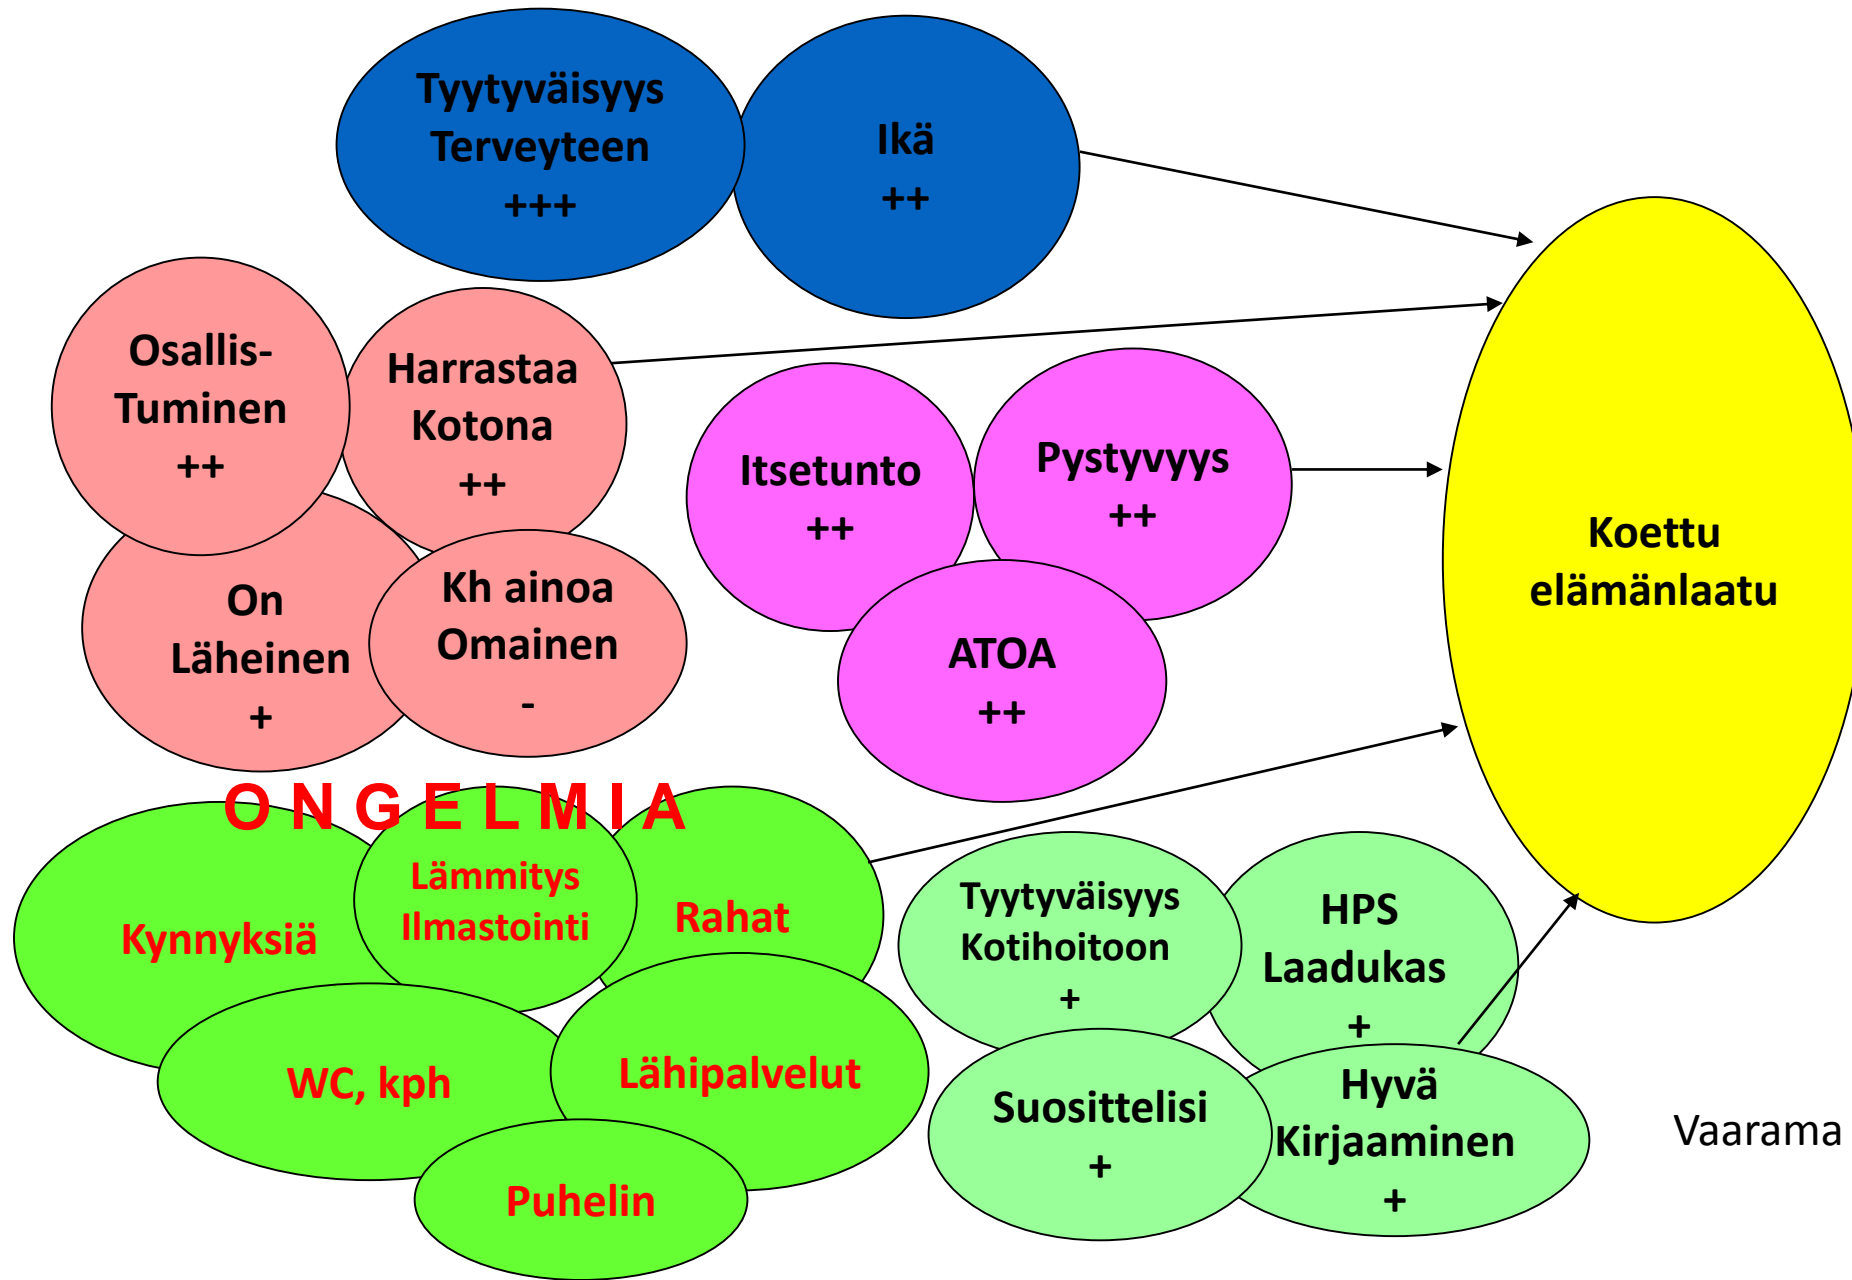 Tyytyväisyys
Terveyteen
+++
Ikä
++
Osallis-
Tuminen
++
Harrastaa
Kotona
++
On
Läheinen
+
Kh ainoa
Omainen
-
Itsetunto
++
Pystyvyys
++
ATOA
++
Koettu
elämänlaatu
O N G E L M I A
Kynnyksiä
Lämmitys
Ilmastointi
Rahat
WC, kph
Lähipalvelut
Puhelin
Tyytyväisyys
Kotihoitoon
+
HPS
Laadukas
+
Suosittelisi
+
Hyvä
Kirjaaminen
+
Vaarama